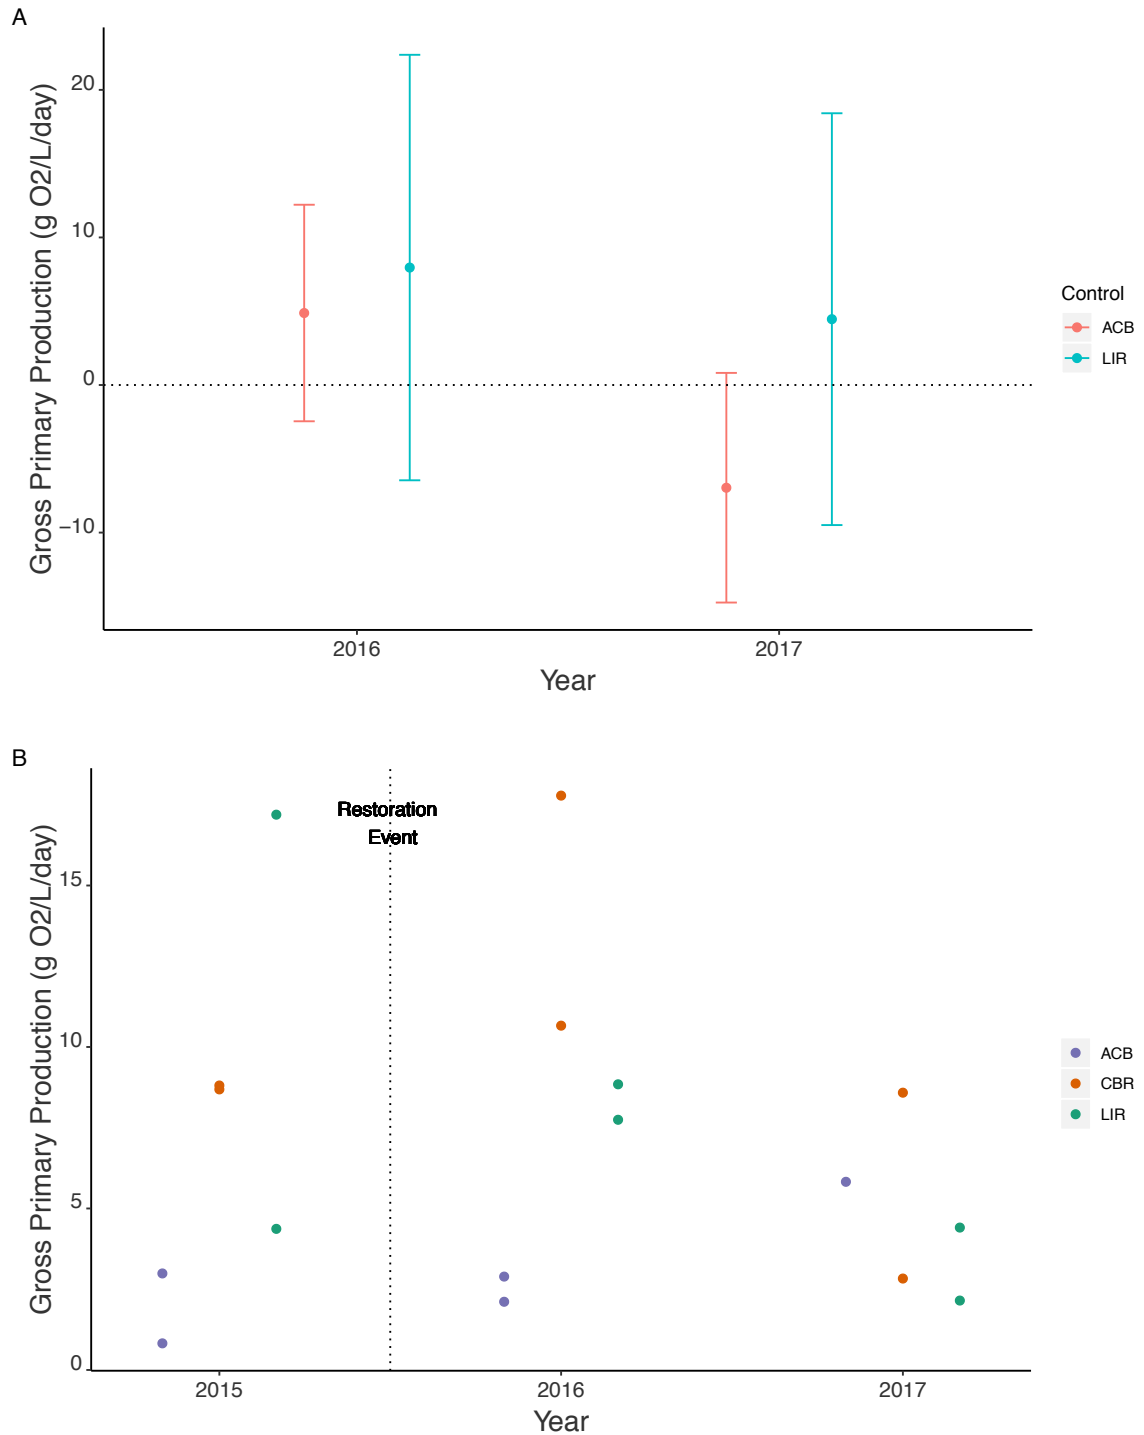 A
Gross Primary Production (g O2/L/day)
20
10
0
−10
2016
2017
Year
Control
ACB
LIR
B
Gross Primary Production (g O2/L/day)
15
10
5
0
Restoration
Event
2015
2016
2017
Year
ACB
CBR
LIR